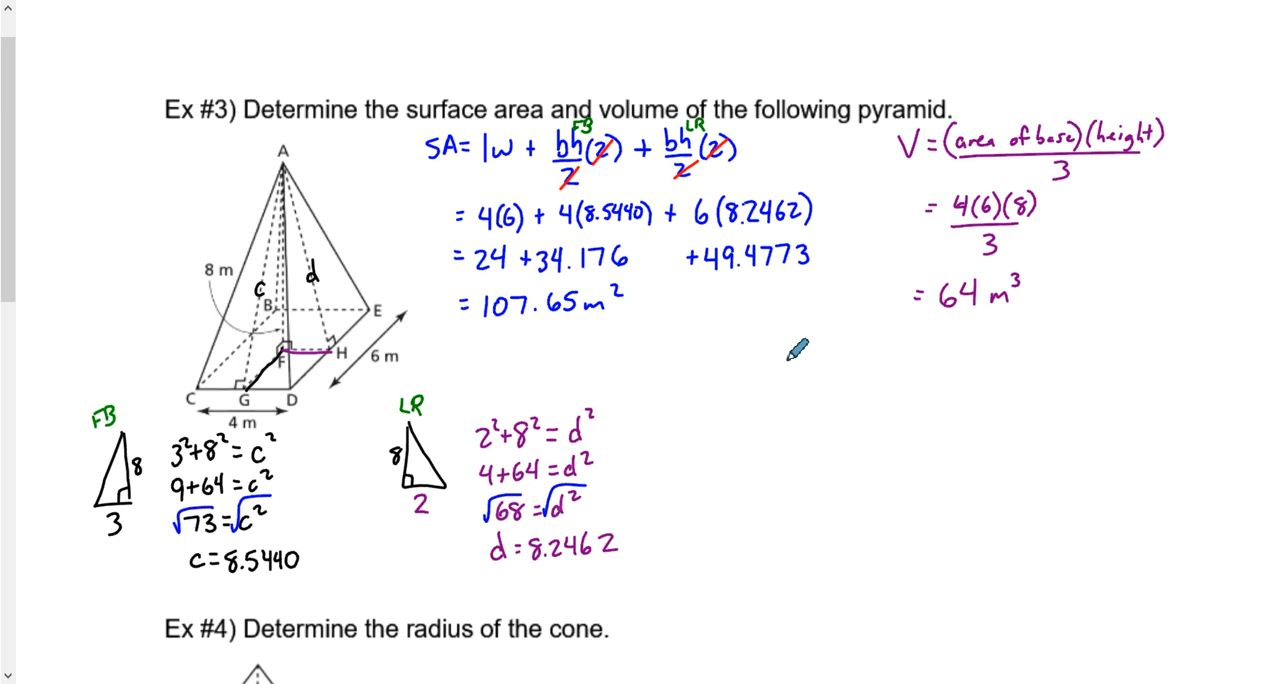 Ex #3) Determine the surface area and volume of the following pyramid.
SA = lw + bh/2 (2) + bh/2 (2)
FB LR
= 4(6) + 4(8.5440) + 6(8.2462)
= 24 + 34.176 + 49.4773
= 107.65 m²
V = (area of base)(height)/3
= 4(6)(8)/3
= 64 m³
A
8 m
c
d
B
E
F
H
6 m
C
G
D
4 m
FB
8
3
3² + 8² = c²
9 + 64 = c²
√73 = √c²
c = 8.5440
LR
8
2
2² + 8² = d²
4 + 64 = d²
√68 = √d²
d = 8.2462
Ex #4) Determine the radius of the cone.